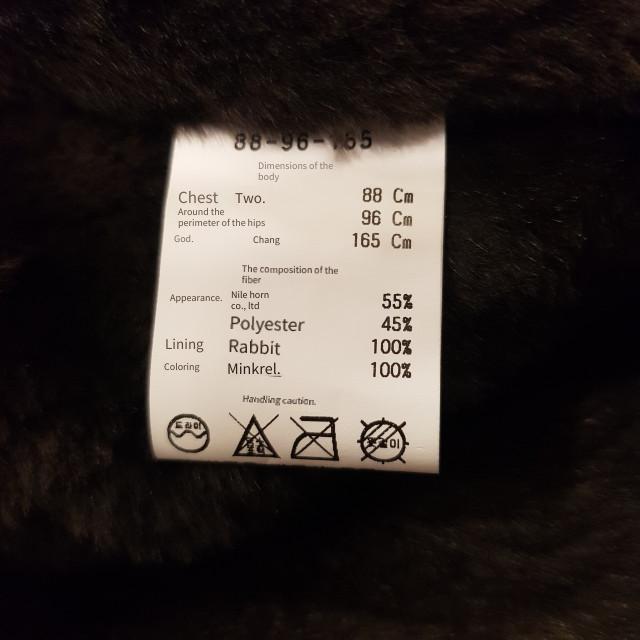 88-96-165
Dimensions of the
body
Chest Two. 88 Cm
Around the
perimeter of the hips 96 Cm
God. Chang 165 Cm
The composition of the
fiber
Appearance. Nile horn
co., ltd 55%
Polyester 45%
Lining Rabbit 100%
Coloring Minkrel. 100%
Handling caution.
드라이